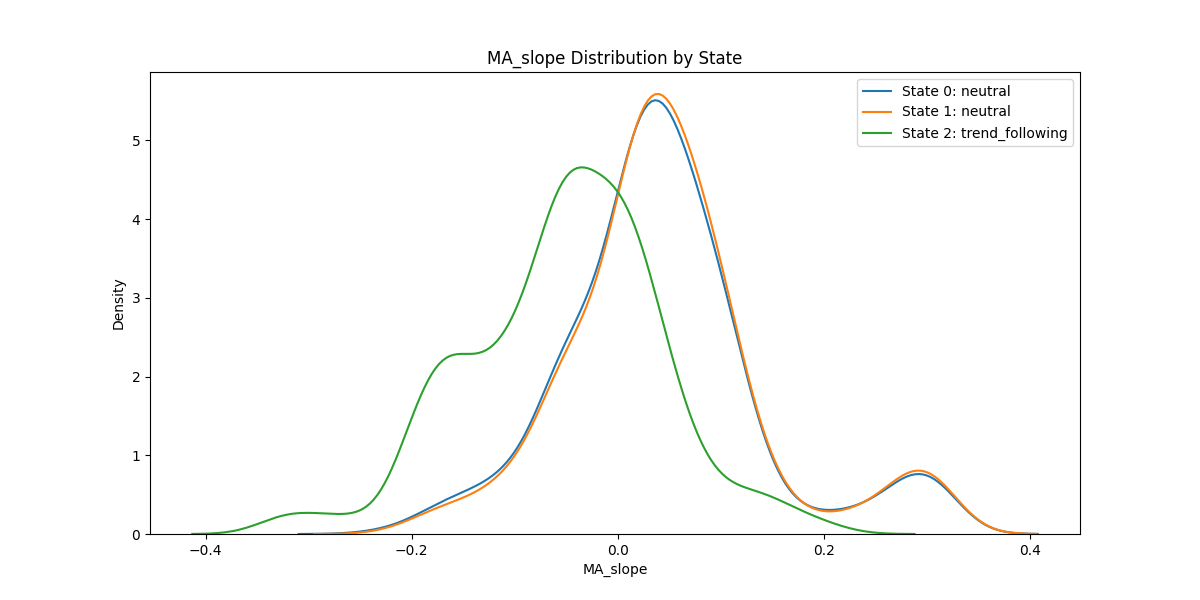 MA_slope Distribution by State
State 0: neutral
State 1: neutral
State 2: trend_following
Density
5
4
3
2
1
0
−0.4
−0.2
0.0
0.2
0.4
MA_slope